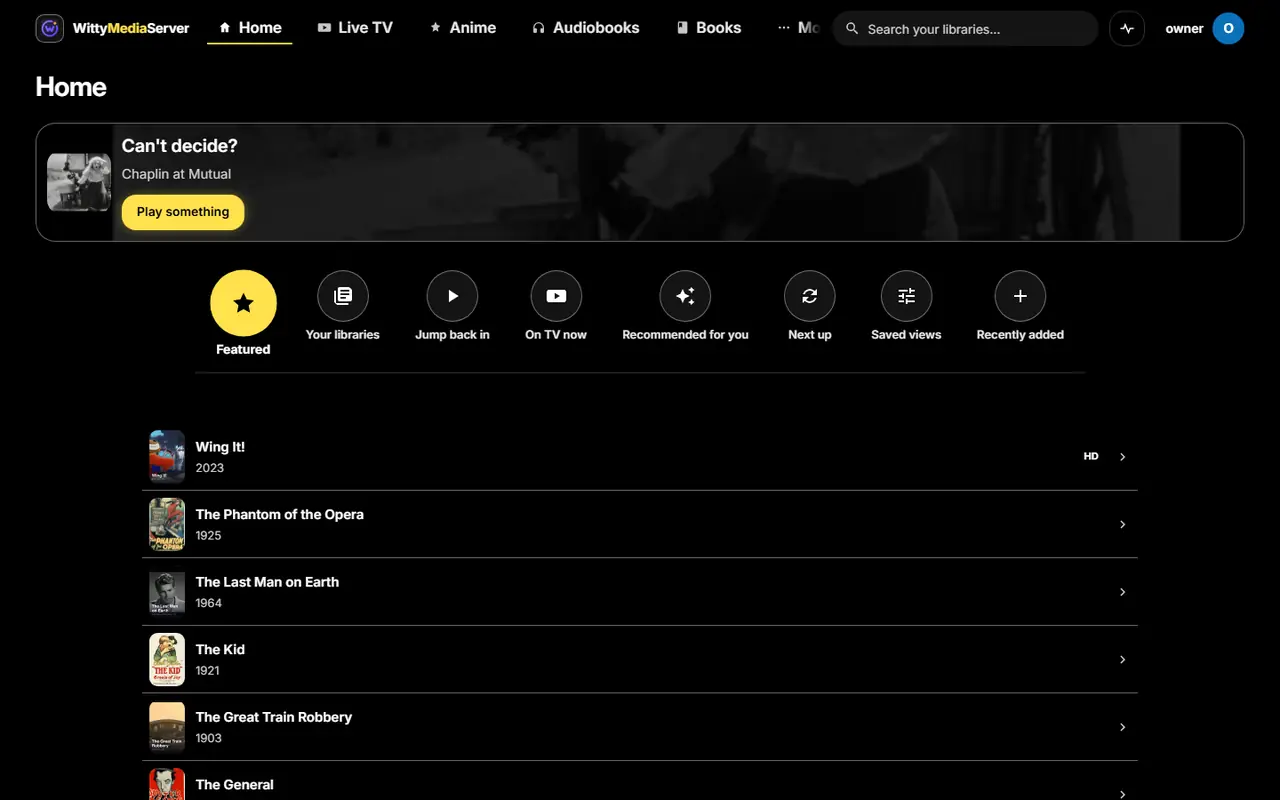 WittyMediaServer
Home
Live TV
Anime
Audiobooks
Books
Mo
Search your libraries...
owner
O
Home
Can't decide?
Chaplin at Mutual
Play something
Featured
Your libraries
Jump back in
On TV now
Recommended for you
Next up
Saved views
Recently added
Wing It!
2023
HD
The Phantom of the Opera
1925
The Last Man on Earth
1964
THE KID
The Kid
1921
The Great Train Robbery
1903
The General